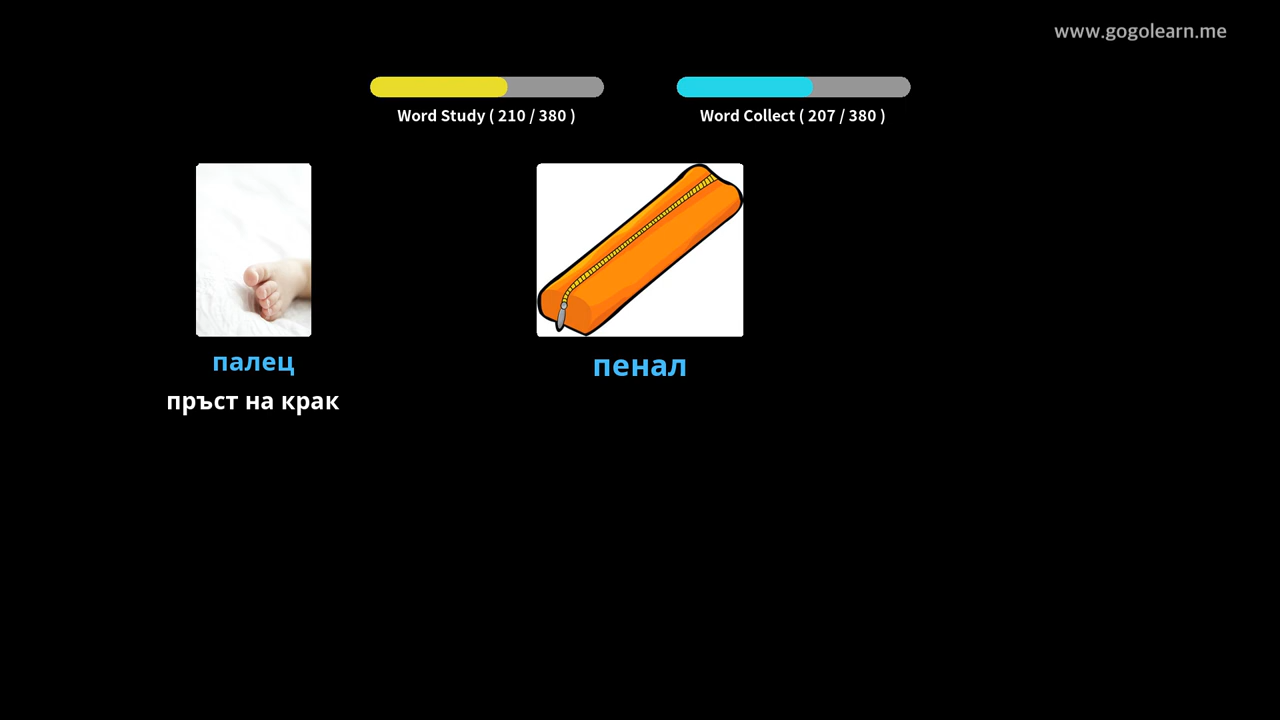 www.gogolearn.me
Word Study ( 210 / 380 )
Word Collect ( 207 / 380 )
палец
пръст на крак
пенал